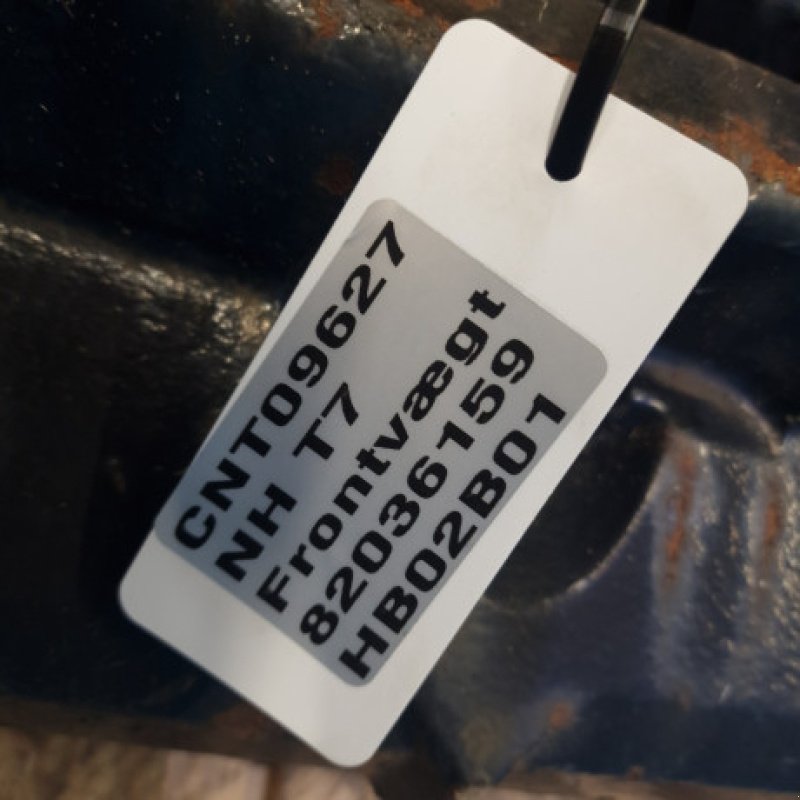 CNT09627
NH T7
Frontvægt
82036159
HB02B01